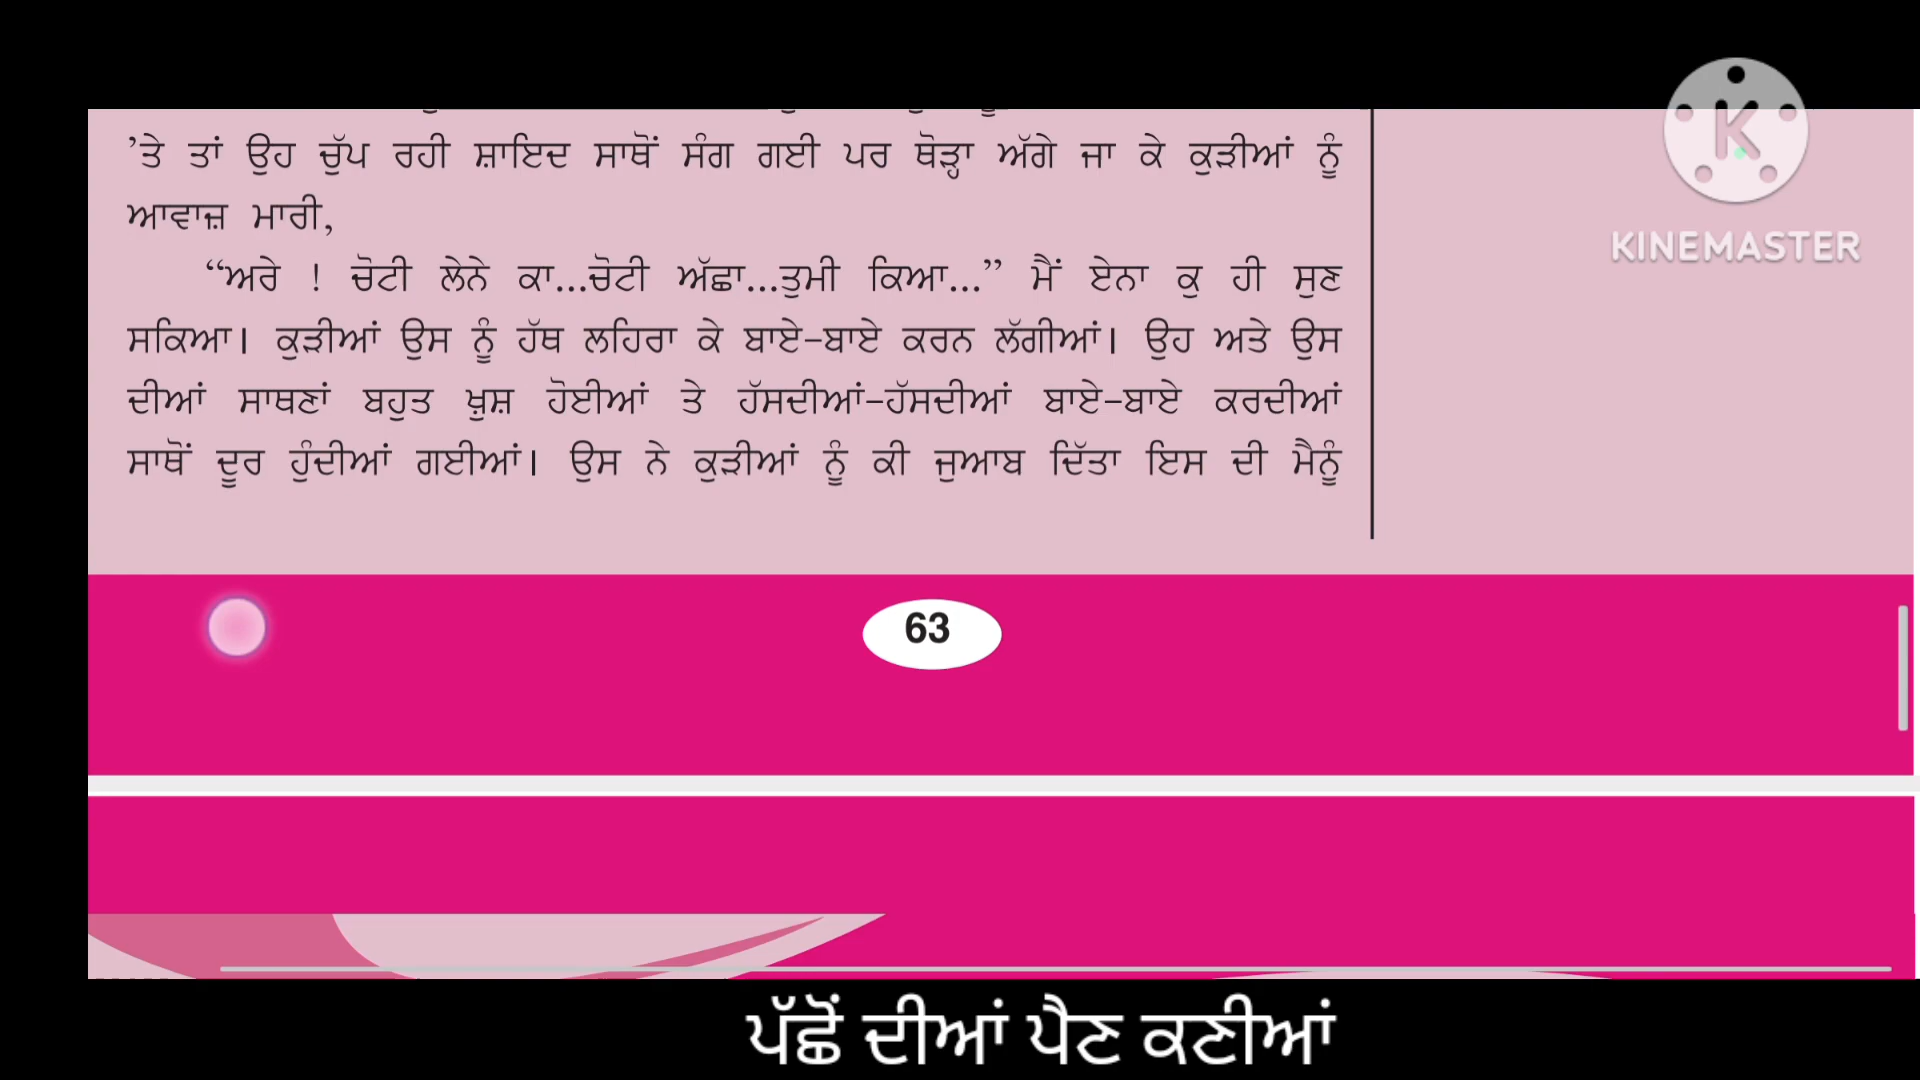 ’ਤੇ ਤਾਂ ਉਹ ਚੁੱਪ ਰਹੀ ਸ਼ਾਇਦ ਸਾਥੋਂ ਸੰਗ ਗਈ ਪਰ ਥੋੜ੍ਹਾ ਅੱਗੇ ਜਾ ਕੇ ਕੁੜੀਆਂ ਨੂੰ
ਆਵਾਜ਼ ਮਾਰੀ,
“ਅਰੇ ! ਚੋਟੀ ਲੇਨੇ ਕਾ...ਚੋਟੀ ਅੱਛਾ...ਤੁਮੀ ਕਿਆ...” ਮੈਂ ਏਨਾ ਕੁ ਹੀ ਸੁਣ
ਸਕਿਆ। ਕੁੜੀਆਂ ਉਸ ਨੂੰ ਹੱਥ ਲਹਿਰਾ ਕੇ ਬਾਏ-ਬਾਏ ਕਰਨ ਲੱਗੀਆਂ। ਉਹ ਅਤੇ ਉਸ
ਦੀਆਂ ਸਾਥਣਾਂ ਬਹੁਤ ਖ਼ੁਸ਼ ਹੋਈਆਂ ਤੇ ਹੱਸਦੀਆਂ-ਹੱਸਦੀਆਂ ਬਾਏ-ਬਾਏ ਕਰਦੀਆਂ
ਸਾਥੋਂ ਦੂਰ ਹੁੰਦੀਆਂ ਗਈਆਂ। ਉਸ ਨੇ ਕੁੜੀਆਂ ਨੂੰ ਕੀ ਜੁਆਬ ਦਿੱਤਾ ਇਸ ਦੀ ਮੈਨੂੰ
KINEMASTER
63
ਪੱਛੋਂ ਦੀਆਂ ਪੈਣ ਕਣੀਆਂ